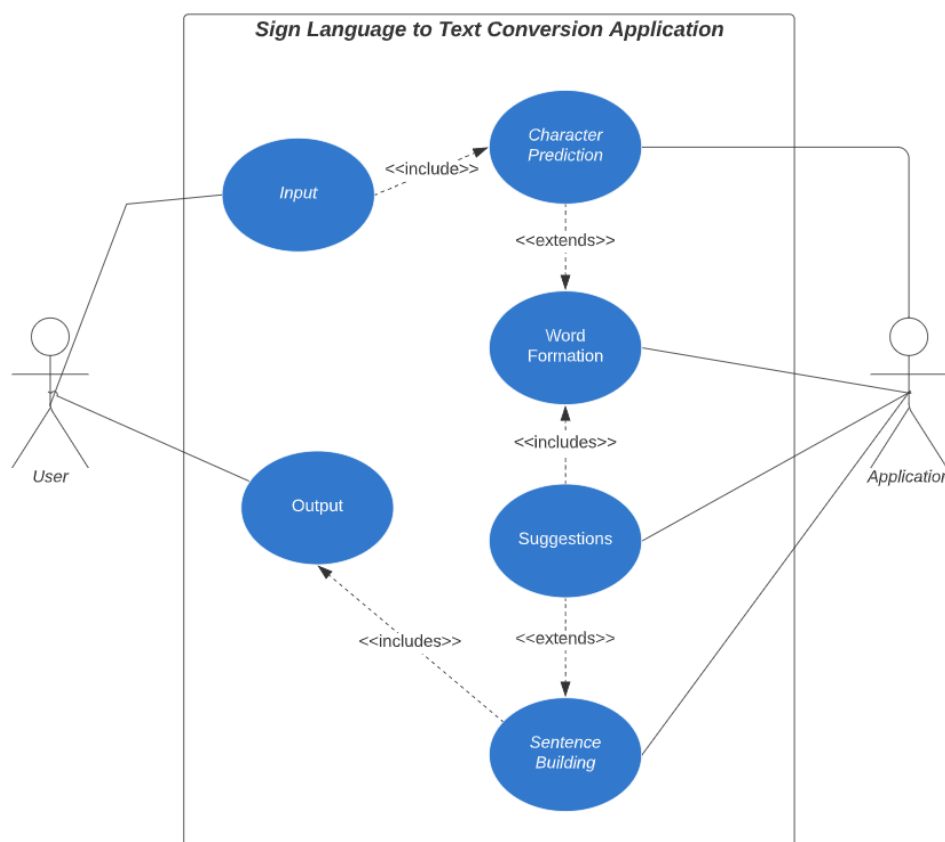 Sign Language to Text Conversion Application
Character
Prediction
<<include>>
Input
<<extends>>
Word
Formation
<<includes>>
User
Application
Output
Suggestions
<<includes>>
<<extends>>
Sentence
Building